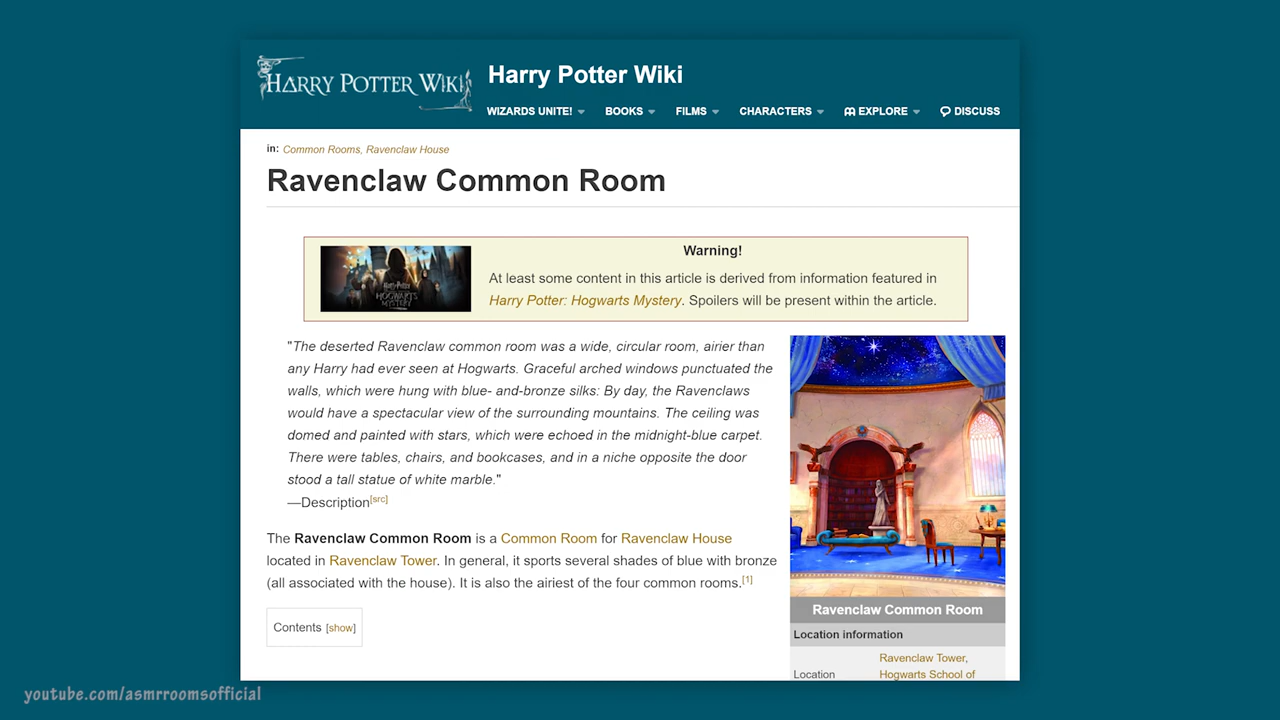 HARRY POTTER WIKI
Harry Potter Wiki
WIZARDS UNITE! BOOKS FILMS CHARACTERS EXPLORE DISCUSS
in: Common Rooms, Ravenclaw House
Ravenclaw Common Room
Warning!
At least some content in this article is derived from information featured in
Harry Potter: Hogwarts Mystery. Spoilers will be present within the article.
Harry Potter
HOGWARTS
MYSTERY
"The deserted Ravenclaw common room was a wide, circular room, airier than
any Harry had ever seen at Hogwarts. Graceful arched windows punctuated the
walls, which were hung with blue- and-bronze silks: By day, the Ravenclaws
would have a spectacular view of the surrounding mountains. The ceiling was
domed and painted with stars, which were echoed in the midnight-blue carpet.
There were tables, chairs, and bookcases, and in a niche opposite the door
stood a tall statue of white marble."
—Description[src]
The Ravenclaw Common Room is a Common Room for Ravenclaw House
located in Ravenclaw Tower. In general, it sports several shades of blue with bronze
(all associated with the house). It is also the airiest of the four common rooms.[1]
Contents [show]
Ravenclaw Common Room
Location information
Location
Ravenclaw Tower,
Hogwarts School of
youtube.com/asmrroomsofficial